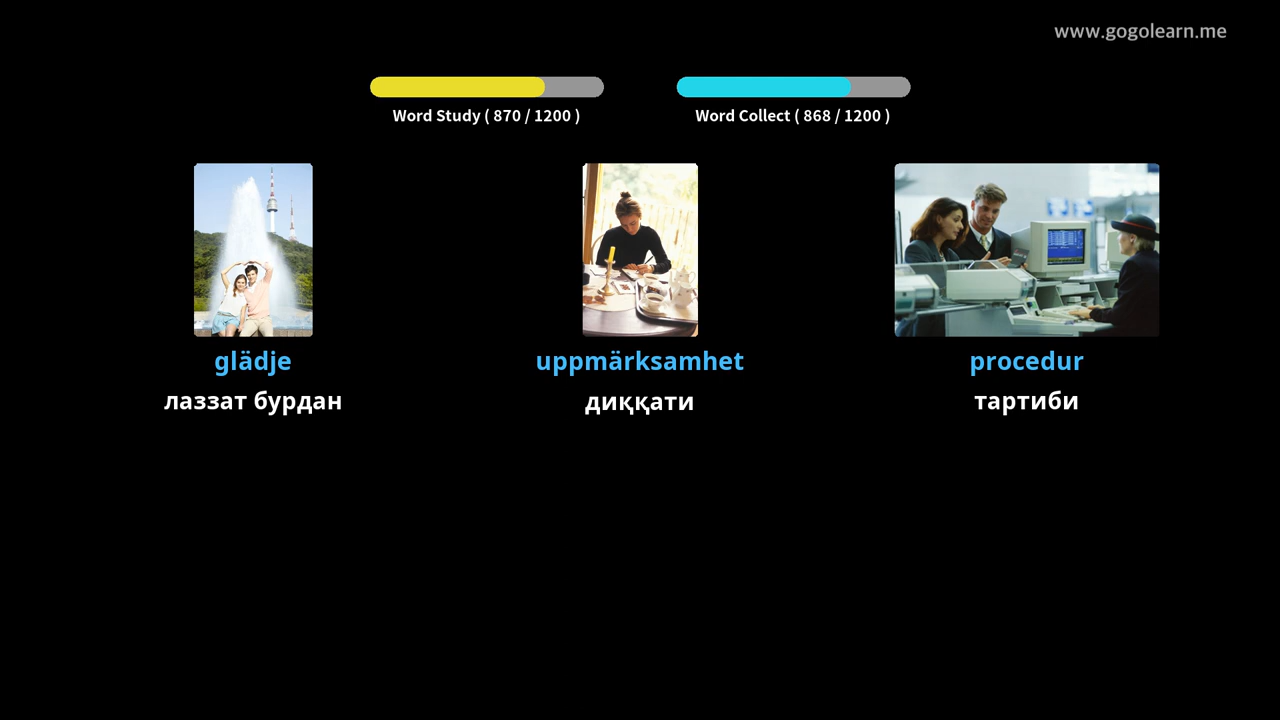 www.gogolearn.me
Word Study ( 870 / 1200 )
Word Collect ( 868 / 1200 )
glädje
uppmärksamhet
procedur
лаззат бурдан
диққати
тартиби